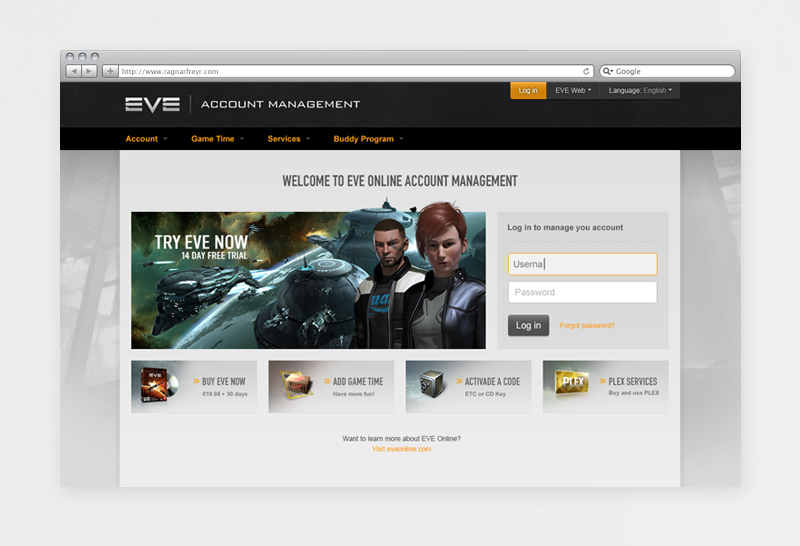 http://www.ragnarfreyr.com
Google
Log in
EVE Web
Language: English
EVE
ACCOUNT MANAGEMENT
Account
Game Time
Services
Buddy Program
WELCOME TO EVE ONLINE ACCOUNT MANAGEMENT
TRY EVE NOW
14 DAY FREE TRIAL
Log in to manage you account
Userna
Password
Log in
Forgot password?
EVE
BUY EVE NOW
€19.95 + 30 days
ADD GAME TIME
Have more fun!
ACTIVADE A CODE
ETC or CD Key
PLEX
PLEX SERVICES
Buy and use PLEX
Want to learn more about EVE Online?
Visit eveonline.com